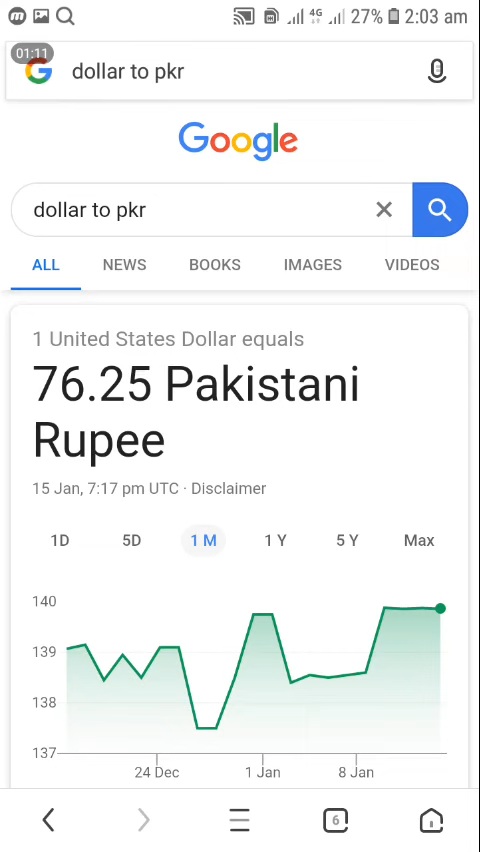 4G 27% 2:03 am
01:11
dollar to pkr
Google
dollar to pkr
ALL NEWS BOOKS IMAGES VIDEOS
1 United States Dollar equals
76.25 Pakistani
Rupee
15 Jan, 7:17 pm UTC · Disclaimer
1D 5D 1 M 1 Y 5 Y Max
140
139
138
137
24 Dec 1 Jan 8 Jan
6